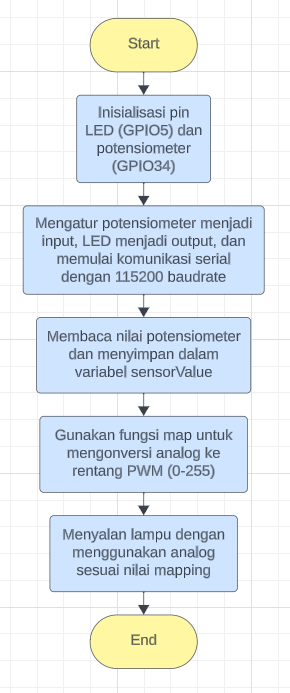 Start
Inisialisasi pin
LED (GPIO5) dan
potensiometer
(GPIO34)
Mengatur potensiometer menjadi
input, LED menjadi output, dan
memulai komunikasi serial
dengan 115200 baudrate
Membaca nilai potensiometer
dan menyimpan dalam
variabel sensorValue
Gunakan fungsi map untuk
mengonversi analog ke
rentang PWM (0-255)
Menyalan lampu dengan
menggunakan analog
sesuai nilai mapping
End